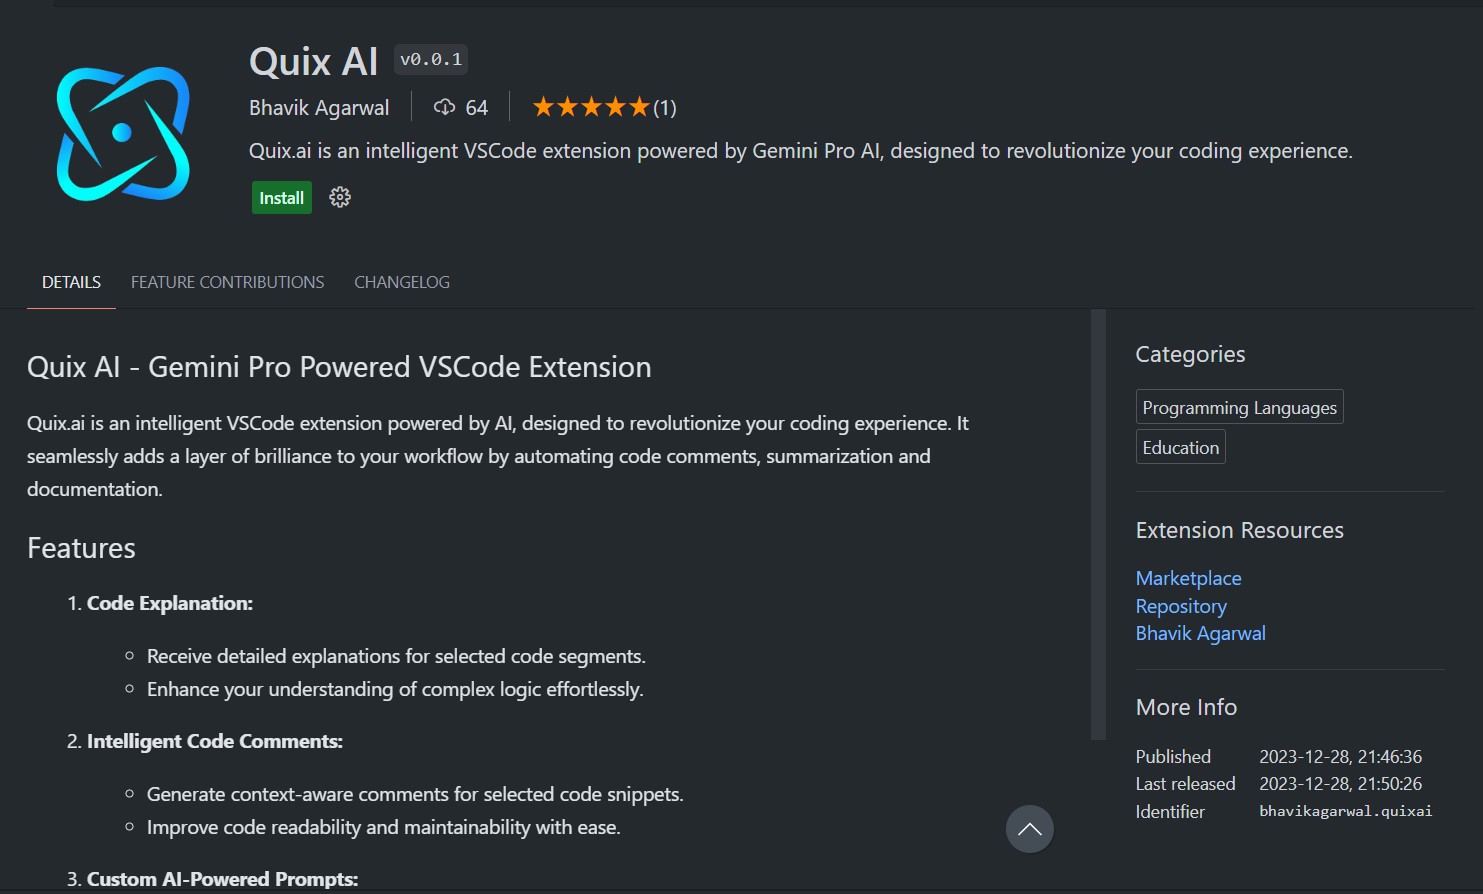 Quix AI v0.0.1
Bhavik Agarwal 64 ★★★★★(1)
Quix.ai is an intelligent VSCode extension powered by Gemini Pro AI, designed to revolutionize your coding experience.
Install
DETAILS FEATURE CONTRIBUTIONS CHANGELOG
Quix AI - Gemini Pro Powered VSCode Extension
Quix.ai is an intelligent VSCode extension powered by AI, designed to revolutionize your coding experience. It
seamlessly adds a layer of brilliance to your workflow by automating code comments, summarization and
documentation.
Features
1. Code Explanation:
◦ Receive detailed explanations for selected code segments.
◦ Enhance your understanding of complex logic effortlessly.
2. Intelligent Code Comments:
◦ Generate context-aware comments for selected code snippets.
◦ Improve code readability and maintainability with ease.
3. Custom AI-Powered Prompts:
Categories
Programming Languages
Education
Extension Resources
Marketplace
Repository
Bhavik Agarwal
More Info
Published 2023-12-28, 21:46:36
Last released 2023-12-28, 21:50:26
Identifier bhavikagarwal.quixai